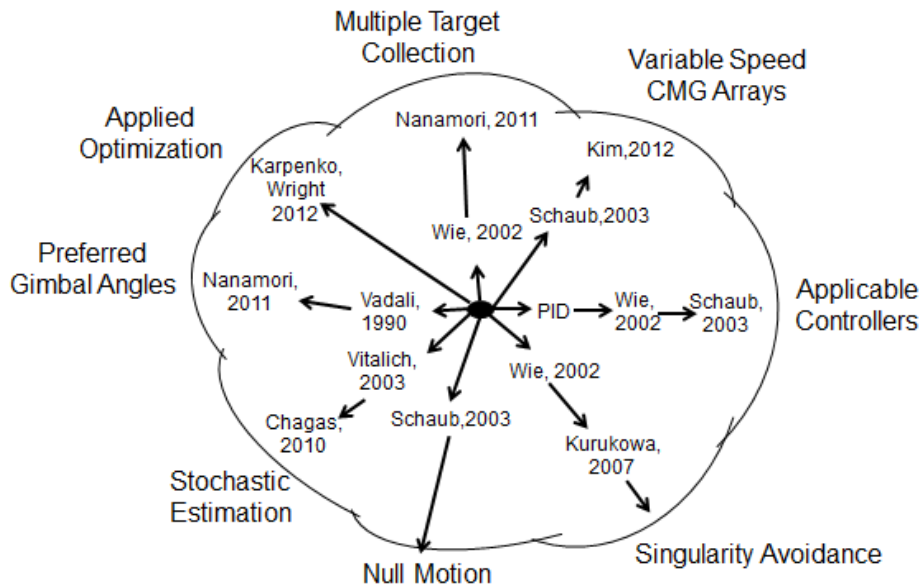 Multiple Target
Collection
Variable Speed
CMG Arrays
Applied
Optimization
Nanamori, 2011
Kim,2012
Karpenko,
Wright
2012
Schaub,2003
Wie, 2002
Preferred
Gimbal Angles
Nanamori,
2011
Vadali,
1990
PID
Wie,
2002
Schaub,
2003
Applicable
Controllers
Vitalich,
2003
Wie, 2002
Chagas,
2010
Schaub,2003
Kurukowa,
2007
Stochastic
Estimation
Null Motion
Singularity Avoidance